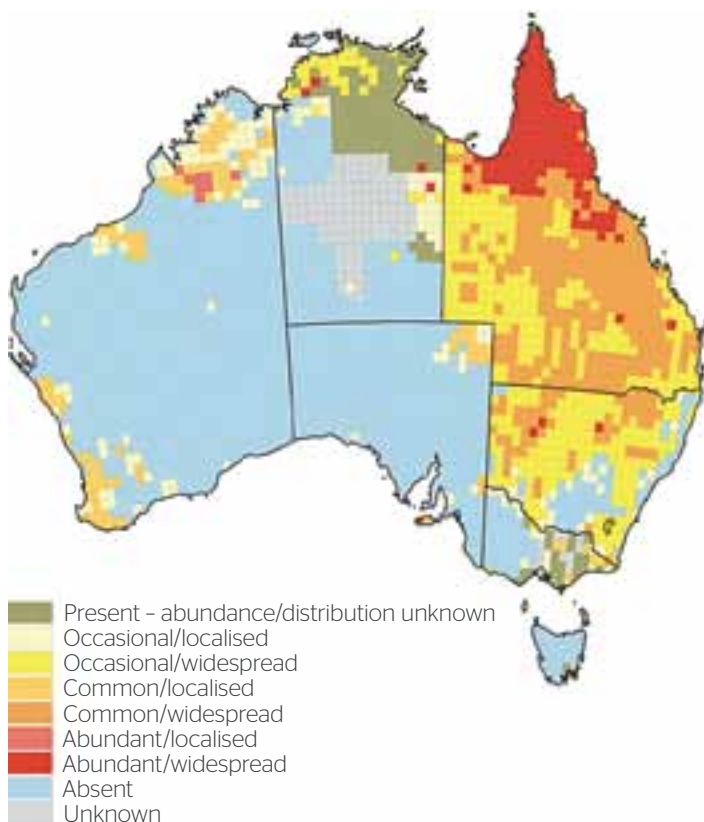 Present – abundance/distribution unknown
Occasional/localised
Occasional/widespread
Common/localised
Common/widespread
Abundant/localised
Abundant/widespread
Absent
Unknown